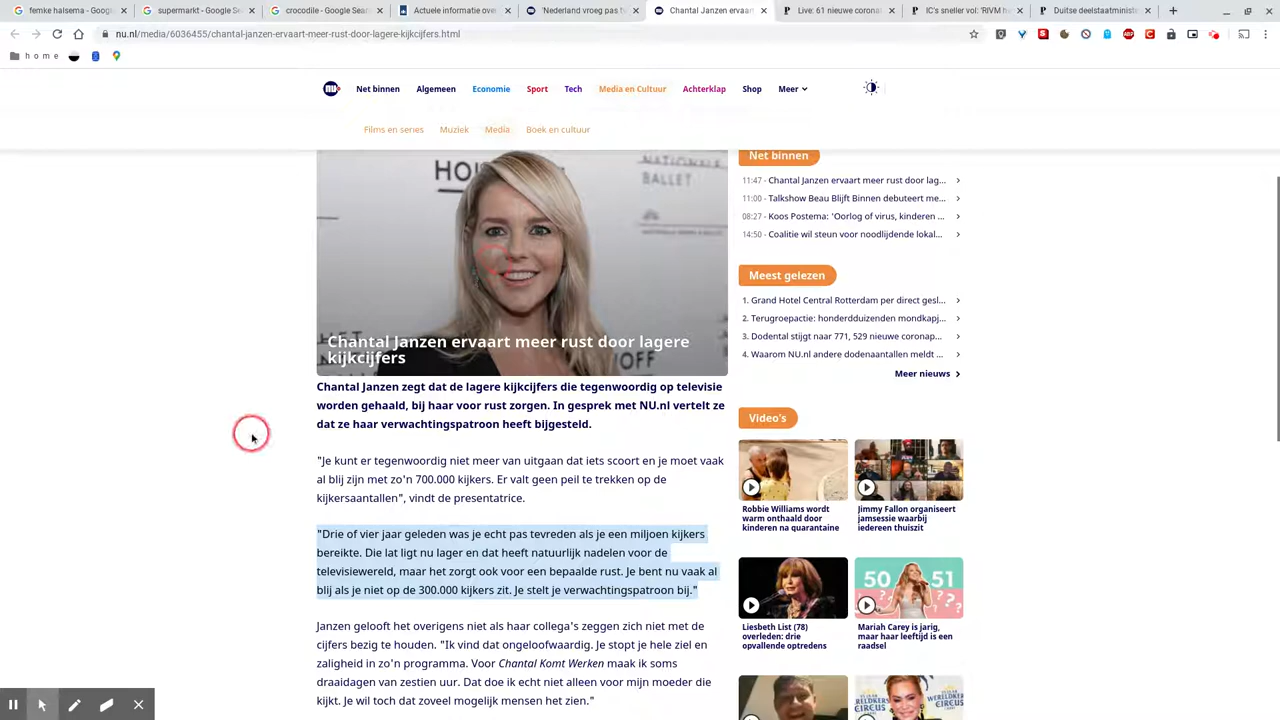 femke halsema - Go
supermarkt - Google Se
crocodile - Google Sear
Actuele informatie ove
'Nederland vroeg pas t
Chantal Janzen ervaart
Live: 61 nieuwe corona
IC's sneller vol: 'RIVM h
Duitse deelstaatministe
nu.nl/media/6036455/chantal-janzen-ervaart-meer-rust-door-lagere-kijkcijfers.html
home
NU
Net binnen
Algemeen
Economie
Sport
Tech
Media en Cultuur
Achterklap
Shop
Meer
Films en series
Muziek
Media
Boek en cultuur
NATIONALE
BALLET
Chantal Janzen ervaart meer rust door lagere
kijkcijfers
Chantal Janzen zegt dat de lagere kijkcijfers die tegenwoordig op televisie
worden gehaald, bij haar voor rust zorgen. In gesprek met NU.nl vertelt ze
dat ze haar verwachtingspatroon heeft bijgesteld.
"Je kunt er tegenwoordig niet meer van uitgaan dat iets scoort en je moet vaak
al blij zijn met zo'n 700.000 kijkers. Er valt geen peil te trekken op de
kijkersaantallen", vindt de presentatrice.
"Drie of vier jaar geleden was je echt pas tevreden als je een miljoen kijkers
bereikte. Die lat ligt nu lager en dat heeft natuurlijk nadelen voor de
televisiewereld, maar het zorgt ook voor een bepaalde rust. Je bent nu vaak al
blij als je niet op de 300.000 kijkers zit. Je stelt je verwachtingspatroon bij."
Janzen gelooft het overigens niet als haar collega's zeggen zich niet met de
cijfers bezig te houden. "Ik vind dat ongeloofwaardig. Je stopt je hele ziel en
zaligheid in zo'n programma. Voor Chantal Komt Werken maak ik soms
draaidagen van zestien uur. Dat doe ik echt niet alleen voor mijn moeder die
kijkt. Je wil toch dat zoveel mogelijk mensen het zien."
Net binnen
11:47 - Chantal Janzen ervaart meer rust door lag...
11:00 - Talkshow Beau Blijft Binnen debuteert me...
08:27 - Koos Postema: 'Oorlog of virus, kinderen ...
14:50 - Coalitie wil steun voor noodlijdende lokal...
Meest gelezen
1. Grand Hotel Central Rotterdam per direct gesl...
2. Terugroepactie: honderdduizenden mondkapj...
3. Dodental stijgt naar 771, 529 nieuwe coronap...
4. Waarom NU.nl andere dodenaantallen meldt ...
Meer nieuws
Video's
Robbie Williams wordt
warm onthaald door
kinderen na quarantaine
Jimmy Fallon organiseert
jamsessie waarbij
iedereen thuiszit
50 51
Liesbeth List (78)
overleden: drie
opvallende optredens
Mariah Carey is jarig,
maar haar leeftijd is een
raadsel